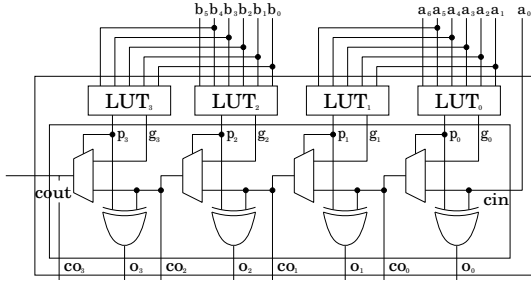 b₅b₄b₃b₂b₁b₀ a₆a₅a₄a₃a₂a₁ a₀
LUT₃ LUT₂ LUT₁ LUT₀
p₃ g₃ p₂ g₂ p₁ g₁ p₀ g₀
cout cin
co₃ o₃ co₂ o₂ co₁ o₁ co₀ o₀